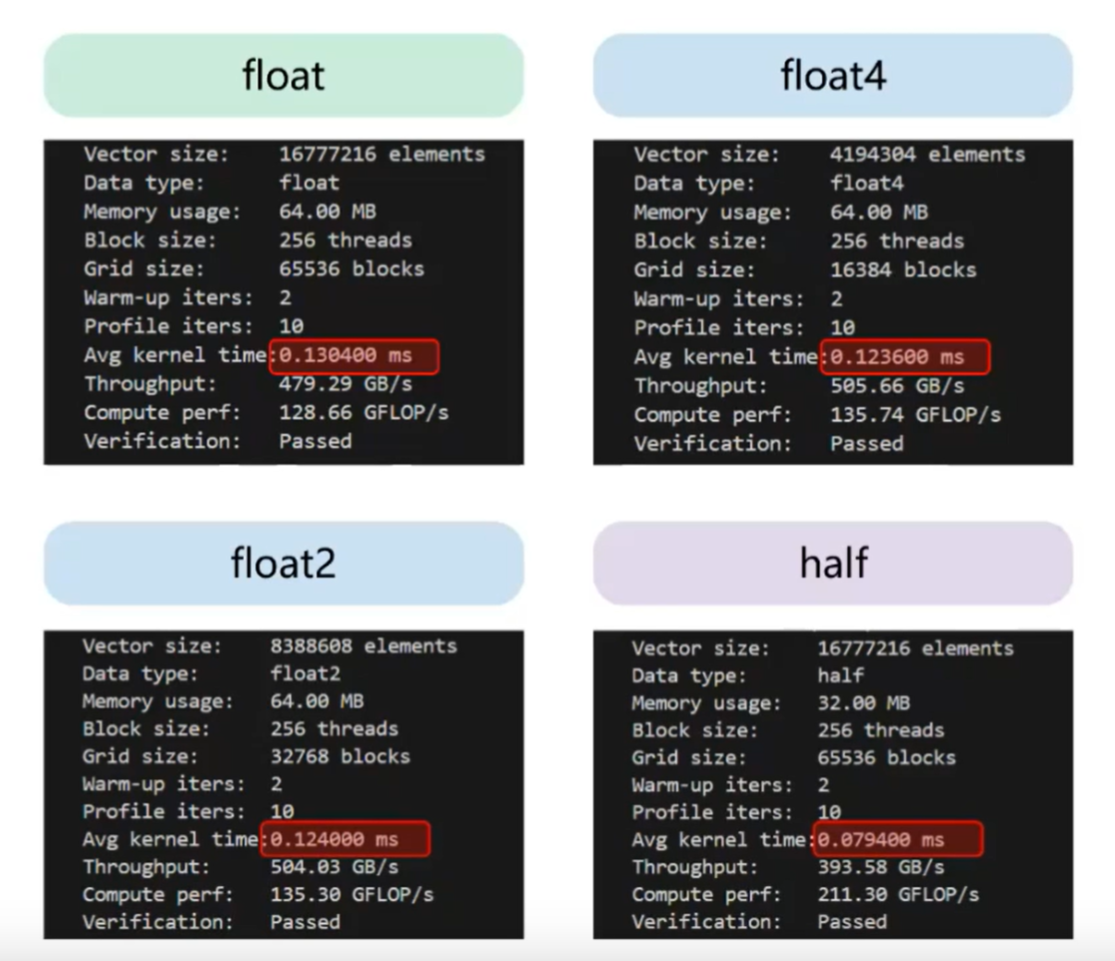 float
Vector size: 16777216 elements
Data type: float
Memory usage: 64.00 MB
Block size: 256 threads
Grid size: 65536 blocks
Warm-up iters: 2
Profile iters: 10
Avg kernel time:0.130400 ms
Throughput: 479.29 GB/s
Compute perf: 128.66 GFLOP/s
Verification: Passed
float4
Vector size: 4194304 elements
Data type: float4
Memory usage: 64.00 MB
Block size: 256 threads
Grid size: 16384 blocks
Warm-up iters: 2
Profile iters: 10
Avg kernel time:0.123600 ms
Throughput: 505.66 GB/s
Compute perf: 135.74 GFLOP/s
Verification: Passed
float2
Vector size: 8388608 elements
Data type: float2
Memory usage: 64.00 MB
Block size: 256 threads
Grid size: 32768 blocks
Warm-up iters: 2
Profile iters: 10
Avg kernel time:0.124000 ms
Throughput: 504.03 GB/s
Compute perf: 135.30 GFLOP/s
Verification: Passed
half
Vector size: 16777216 elements
Data type: half
Memory usage: 32.00 MB
Block size: 256 threads
Grid size: 65536 blocks
Warm-up iters: 2
Profile iters: 10
Avg kernel time:0.079400 ms
Throughput: 393.58 GB/s
Compute perf: 211.30 GFLOP/s
Verification: Passed